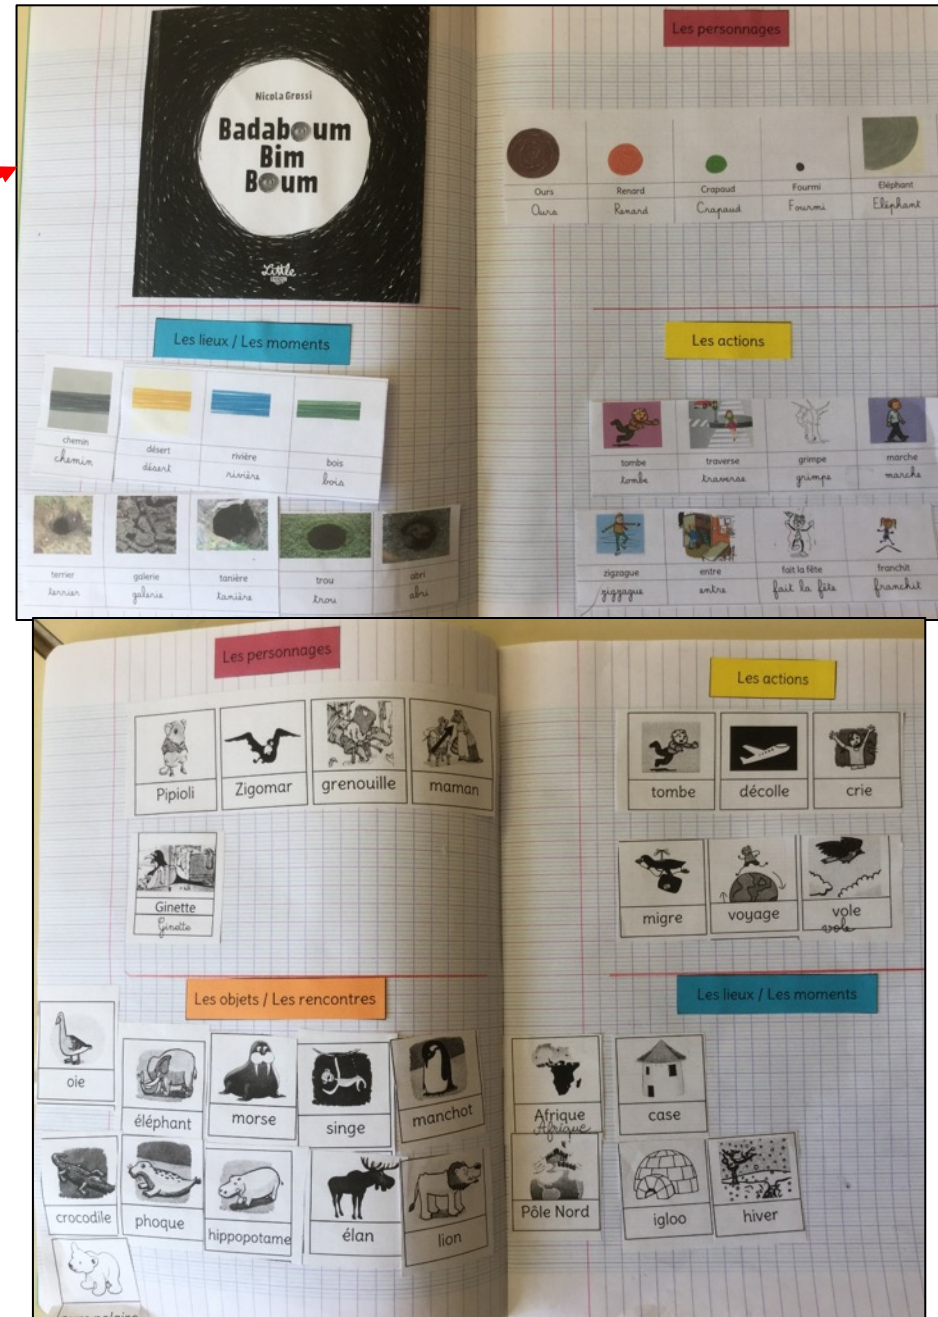 Nicola Grossi
Badaboum
Bim
Boum
Little
Les personnages
Ours Renard Crapaud Fourmi Eléphant
Ours Renard Crapaud Fourmi Eléphant
Les lieux / Les moments
chemin désert rivière bois
chemin désert rivière bois
terrier galerie tanière trou abri
terrier galerie tanière trou abri
Les actions
tombe traverse grimpe marche
tombe traverse grimpe marche
zigzague entre fait la fête franchit
zigzague entre fait la fête franchit
Les personnages
Pipioli Zigomar grenouille maman
Ginette
Ginette
Les objets / Les rencontres
oie éléphant morse singe manchot
crocodile phoque hippopotame élan lion
Les actions
tombe décolle crie
migre voyage vole
vole
Les lieux / Les moments
Afrique case
Afrique
Pôle Nord igloo hiver